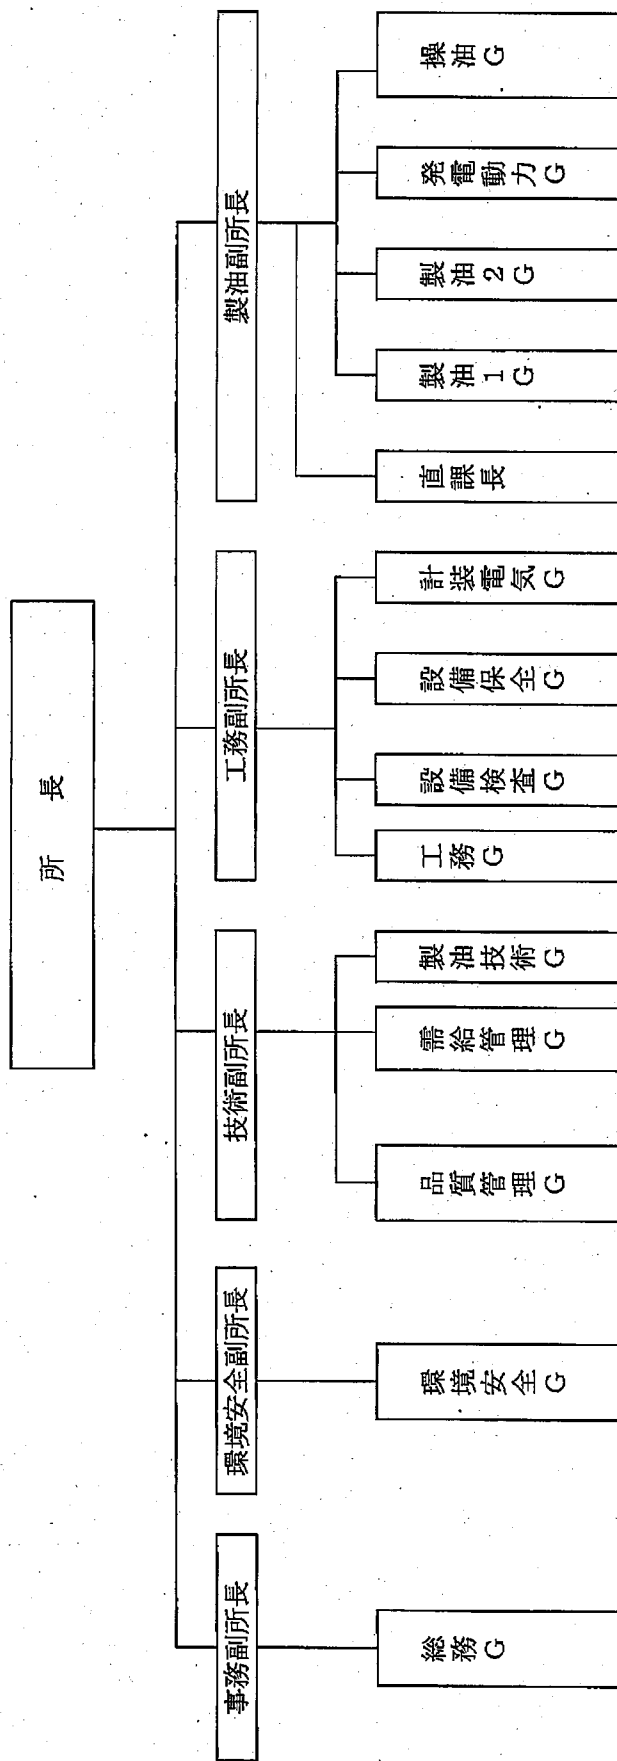 所長
事務副所長
環境安全副所長
技術副所長
工務副所長
製油副所長
総務G
環境安全G
品質管理G
需給管理G
製油技術G
工務G
設備検査G
設備保全G
計装電気G
直課長
製油1G
製油2G
発電動力G
操油G